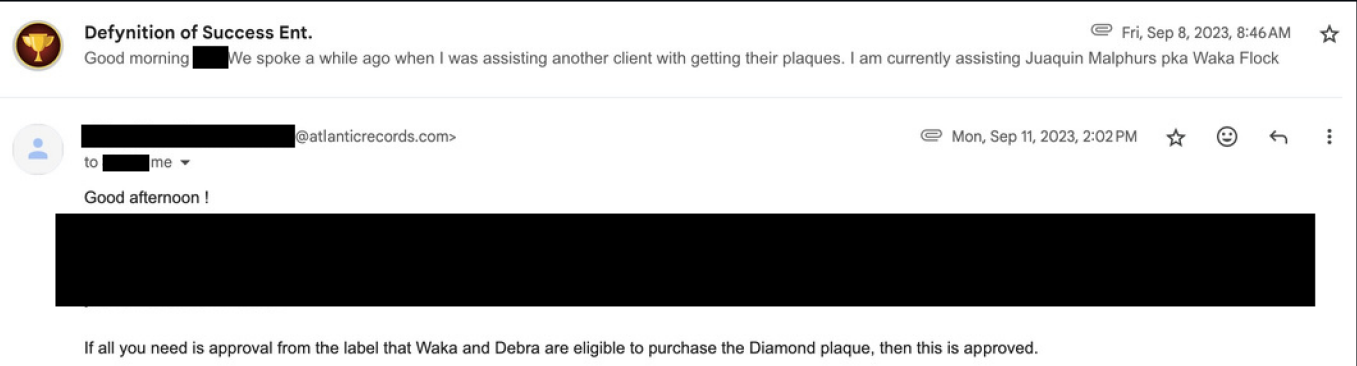 Defynition of Success Ent.
Fri, Sep 8, 2023, 8:46 AM
Good morning We spoke a while ago when I was assisting another client with getting their plaques. I am currently assisting Juaquin Malphurs pka Waka Flock
@atlanticrecords.com>
Mon, Sep 11, 2023, 2:02 PM
to me
Good afternoon !
If all you need is approval from the label that Waka and Debra are eligible to purchase the Diamond plaque, then this is approved.